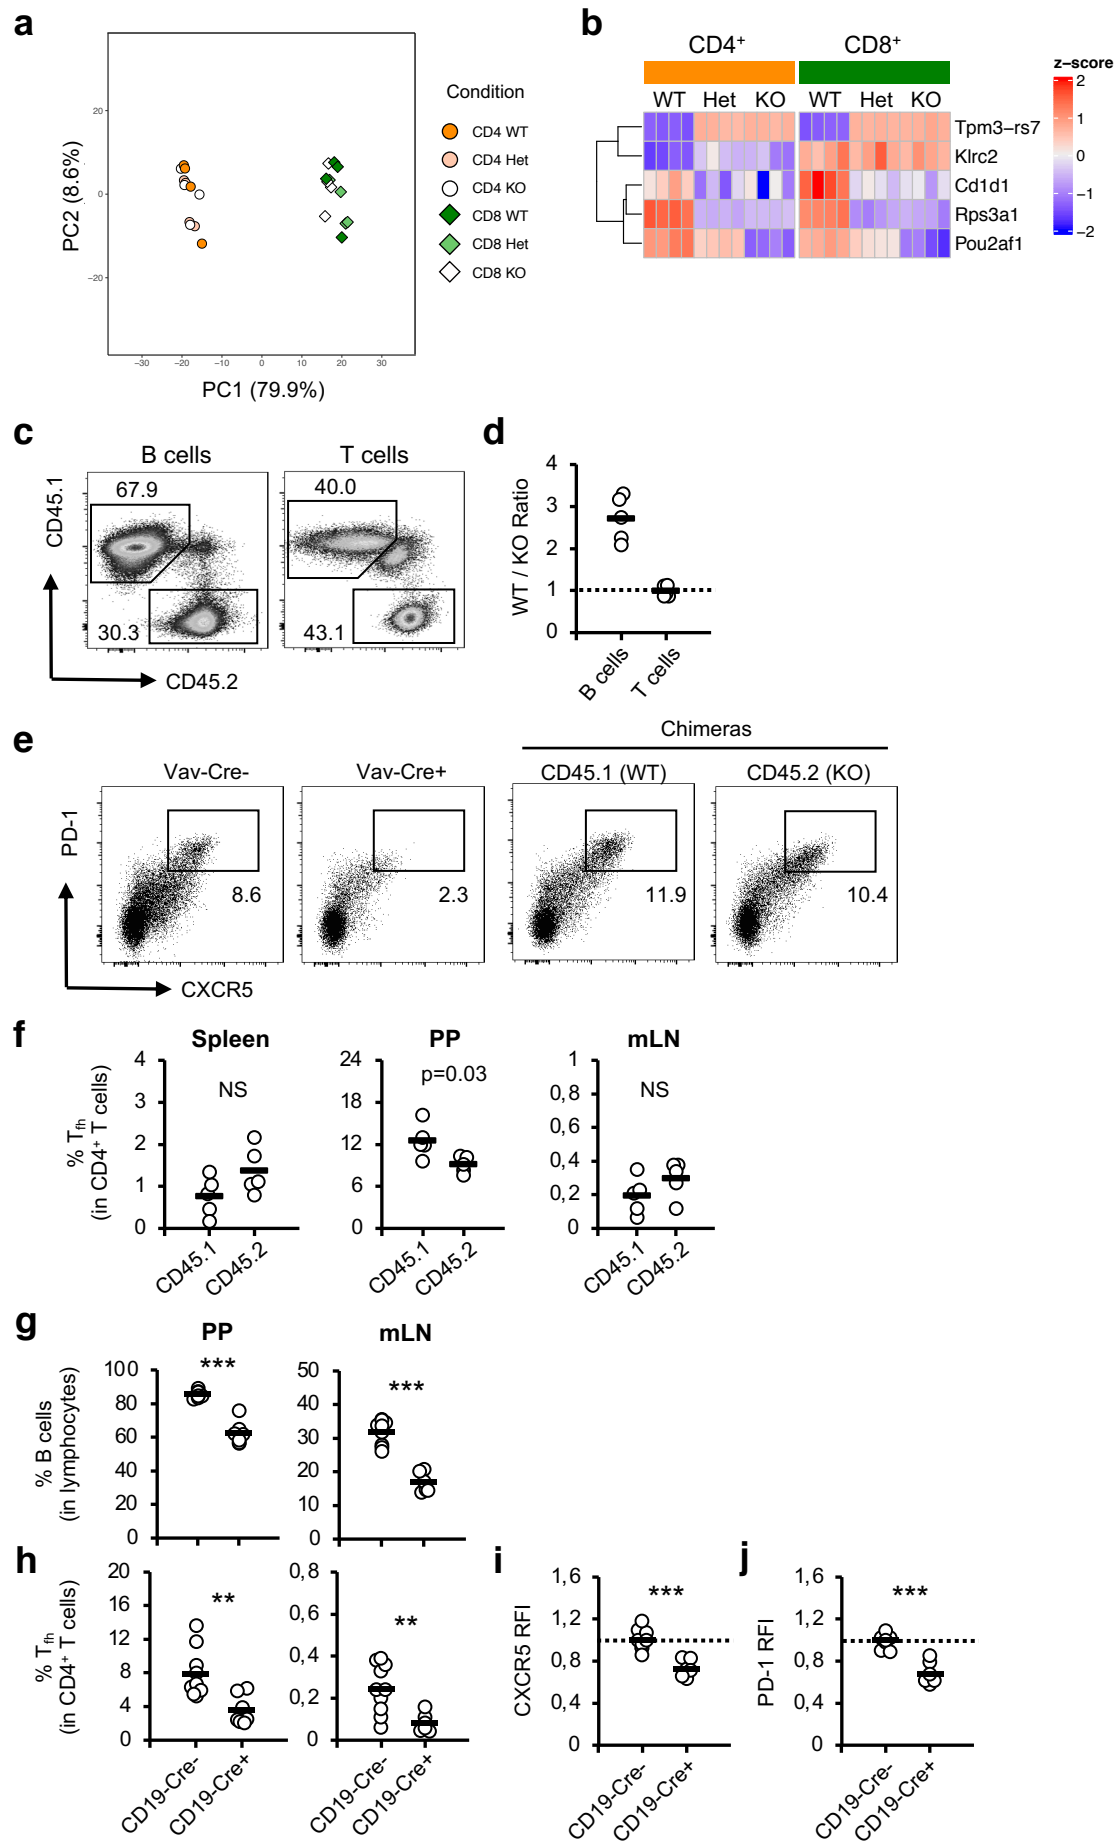 a
PC2 (8.6%)
20
0
−20
−30
−20
−10
0
10
20
30
PC1 (79.9%)
Condition
CD4 WT
CD4 Het
CD4 KO
CD8 WT
CD8 Het
CD8 KO
b
CD4+
CD8+
WT
Het
KO
WT
Het
KO
Tpm3−rs7
Klrc2
Cd1d1
Rps3a1
Pou2af1
z−score
2
1
0
−1
−2
c
B cells
T cells
CD45.1
67.9
30.3
40.0
43.1
CD45.2
d
WT / KO Ratio
4
3
2
1
0
B cells
T cells
e
Chimeras
Vav-Cre-
Vav-Cre+
CD45.1 (WT)
CD45.2 (KO)
PD-1
8.6
2.3
11.9
10.4
CXCR5
f
Spleen
PP
mLN
% Tfh
(in CD4+ T cells)
4
3
2
1
0
NS
CD45.1
CD45.2
24
18
12
6
0
p=0.03
CD45.1
CD45.2
1
0,8
0,6
0,4
0,2
0
NS
CD45.1
CD45.2
g
PP
mLN
% B cells
(in lymphocytes)
100
80
60
40
20
0
***
50
40
30
20
10
0
***
h
% Tfh
(in CD4+ T cells)
20
16
12
8
4
0
**
CD19-Cre-
CD19-Cre+
0,8
0,6
0,4
0,2
0
**
CD19-Cre-
CD19-Cre+
i
CXCR5 RFI
1,6
1,2
0,8
0,4
0
***
CD19-Cre-
CD19-Cre+
j
PD-1 RFI
1,6
1,2
0,8
0,4
0
***
CD19-Cre-
CD19-Cre+